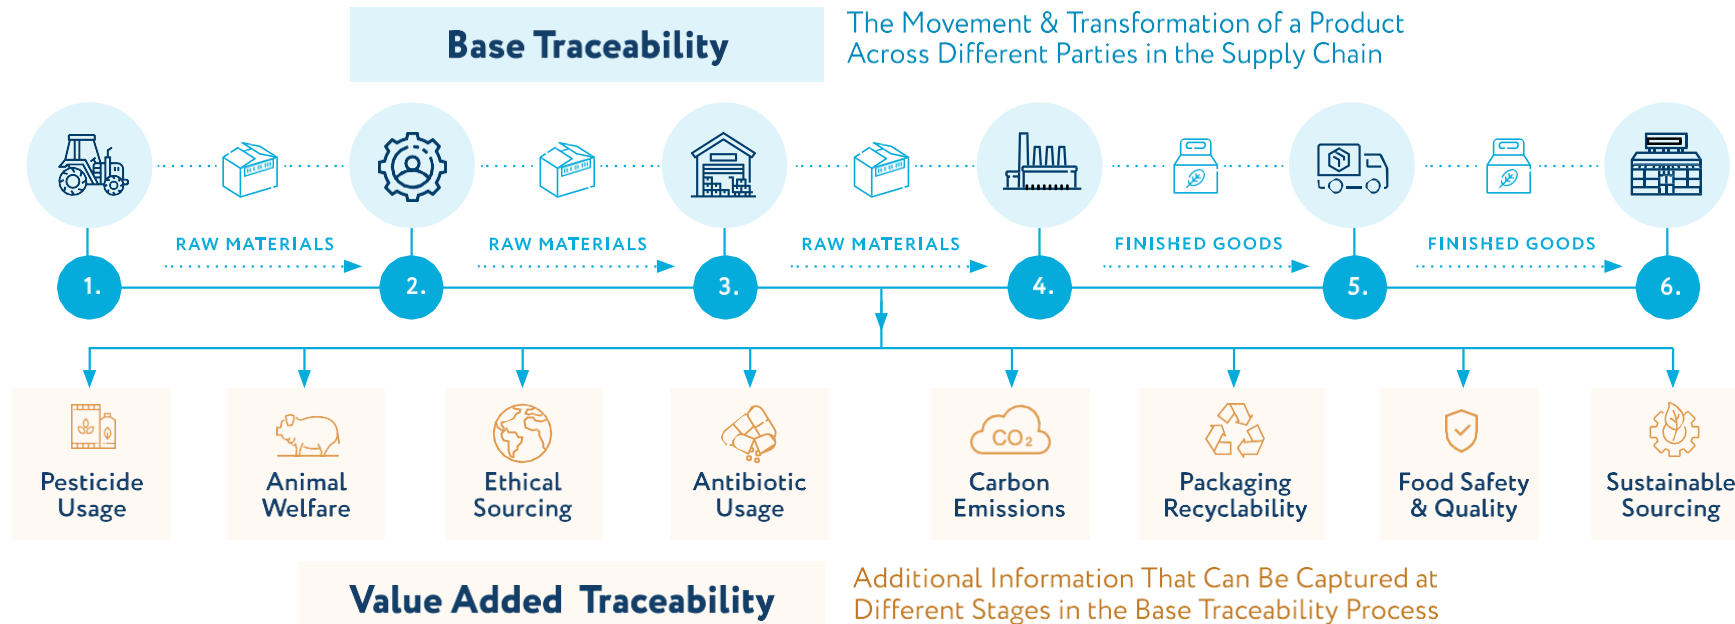 Base Traceability
The Movement & Transformation of a Product
Across Different Parties in the Supply Chain
RAW MATERIALS
RAW MATERIALS
RAW MATERIALS
FINISHED GOODS
FINISHED GOODS
1.
2.
3.
4.
5.
6.
CO₂
Pesticide
Usage
Animal
Welfare
Ethical
Sourcing
Antibiotic
Usage
Carbon
Emissions
Packaging
Recyclability
Food Safety
& Quality
Sustainable
Sourcing
Value Added Traceability
Additional Information That Can Be Captured at
Different Stages in the Base Traceability Process